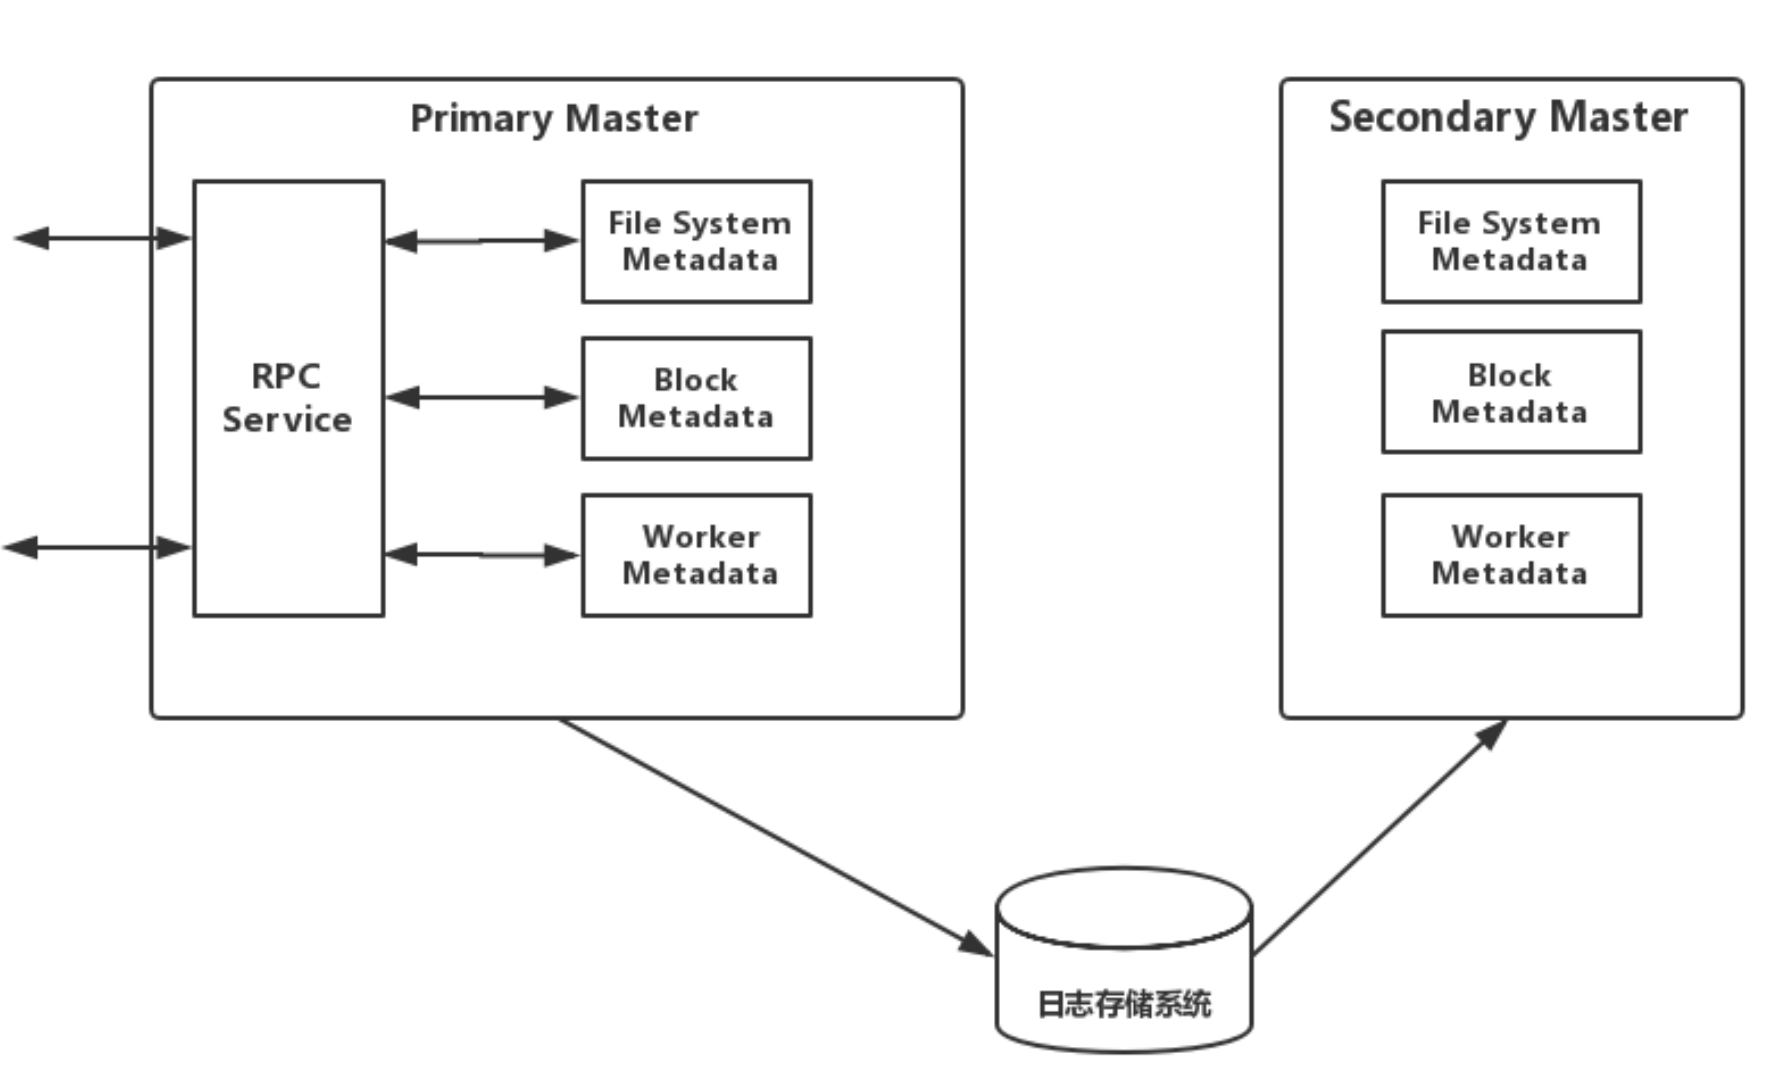 Primary Master
RPC
Service
File System
Metadata
Block
Metadata
Worker
Metadata
Secondary Master
File System
Metadata
Block
Metadata
Worker
Metadata
日志存储系统